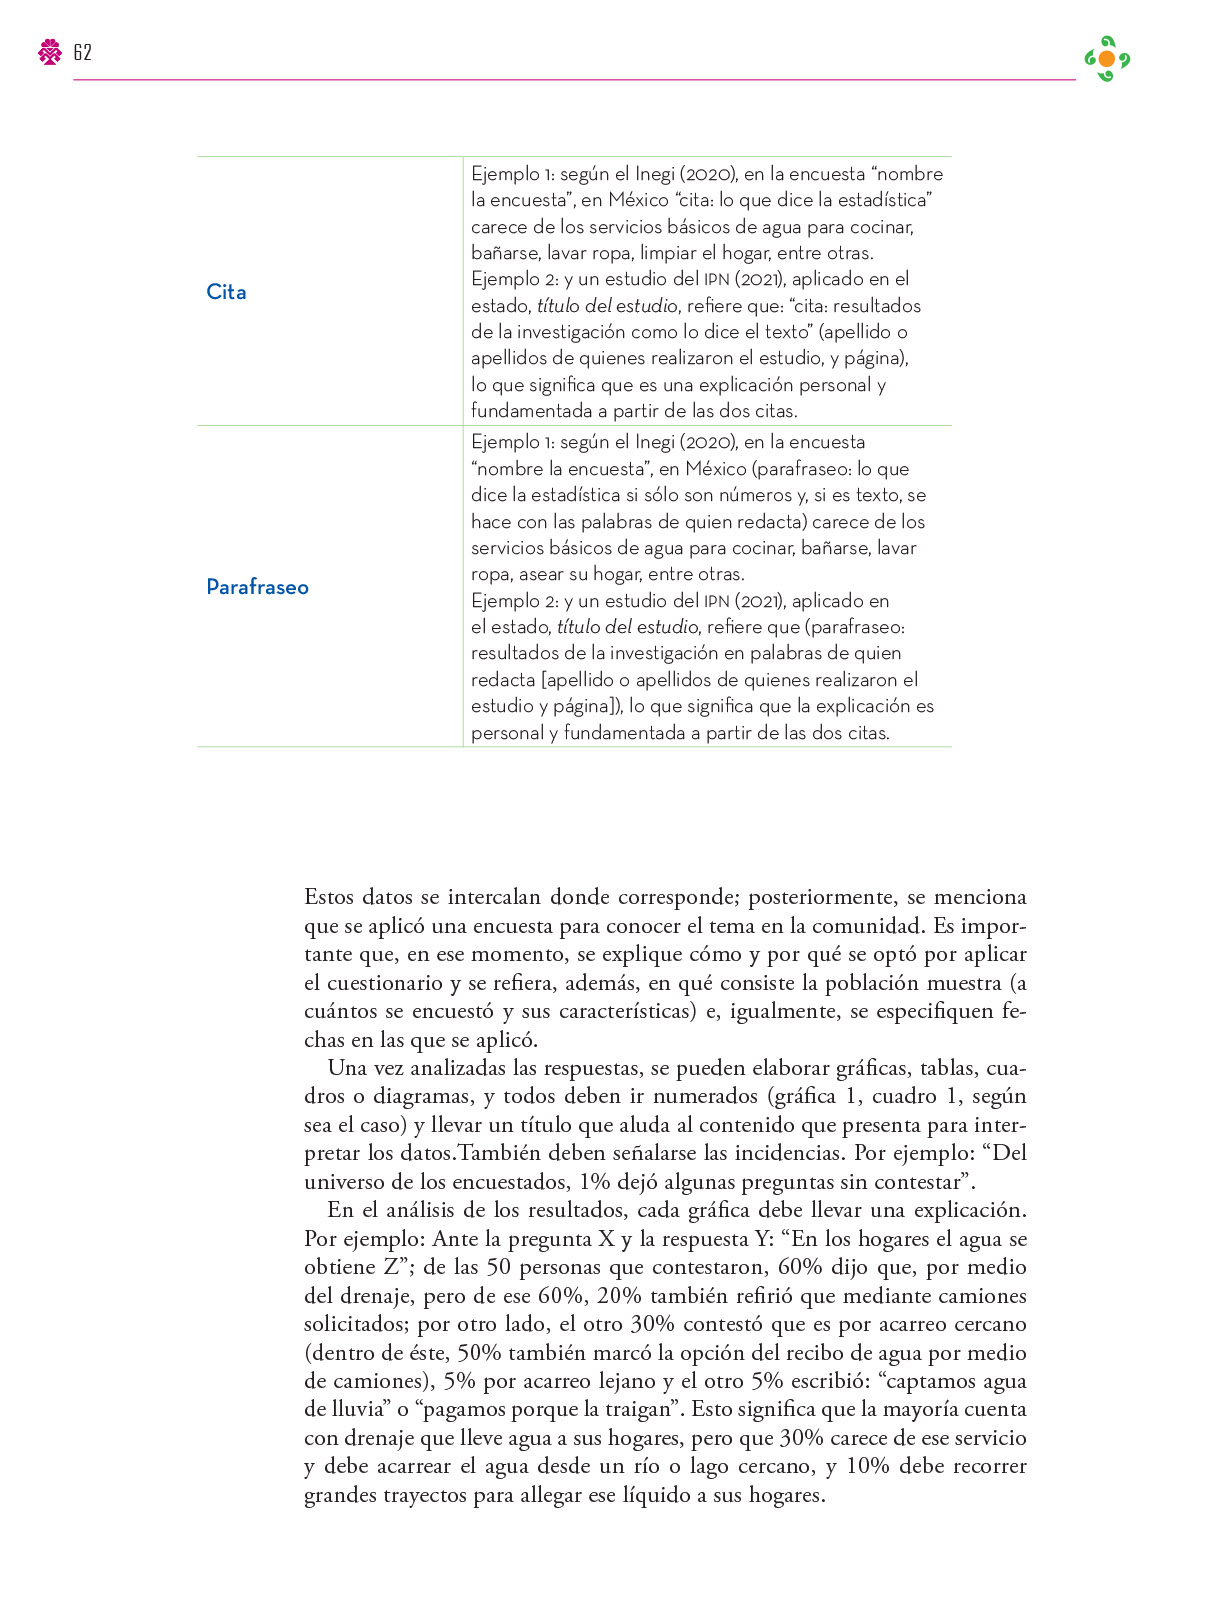 62
Ejemplo 1: según el Inegi (2020), en la encuesta “nombre
la encuesta”, en México “cita: lo que dice la estadística”
carece de los servicios básicos de agua para cocinar,
bañarse, lavar ropa, limpiar el hogar, entre otras.
Ejemplo 2: y un estudio del IPN (2021), aplicado en el
Cita
estado, título del estudio, refiere que: “cita: resultados
de la investigación como lo dice el texto” (apellido o
apellidos de quienes realizaron el estudio, y página),
lo que significa que es una explicación personal y
fundamentada a partir de las dos citas.
Ejemplo 1: según el Inegi (2020), en la encuesta
“nombre la encuesta”, en México (parafraseo: lo que
dice la estadística si sólo son números y, si es texto, se
hace con las palabras de quien redacta) carece de los
servicios básicos de agua para cocinar, bañarse, lavar
ropa, asear su hogar, entre otras.
Parafraseo
Ejemplo 2: y un estudio del IPN (2021), aplicado en
el estado, título del estudio, refiere que (parafraseo:
resultados de la investigación en palabras de quien
redacta [apellido o apellidos de quienes realizaron el
estudio y página]), lo que significa que la explicación es
personal y fundamentada a partir de las dos citas.
Estos datos se intercalan donde corresponde; posteriormente, se menciona
que se aplicó una encuesta para conocer el tema en la comunidad. Es impor-
tante que, en ese momento, se explique cómo y por qué se optó por aplicar
el cuestionario y se refiera, además, en qué consiste la población muestra (a
cuántos se encuestó y sus características) e, igualmente, se especifiquen fe-
chas en las que se aplicó.
Una vez analizadas las respuestas, se pueden elaborar gráficas, tablas, cua-
dros o diagramas, y todos deben ir numerados (gráfica 1, cuadro 1, según
sea el caso) y llevar un título que aluda al contenido que presenta para inter-
pretar los datos.También deben señalarse las incidencias. Por ejemplo: “Del
universo de los encuestados, 1% dejó algunas preguntas sin contestar”.
En el análisis de los resultados, cada gráfica debe llevar una explicación.
Por ejemplo: Ante la pregunta X y la respuesta Y: “En los hogares el agua se
obtiene Z”; de las 50 personas que contestaron, 60% dijo que, por medio
del drenaje, pero de ese 60%, 20% también refirió que mediante camiones
solicitados; por otro lado, el otro 30% contestó que es por acarreo cercano
(dentro de éste, 50% también marcó la opción del recibo de agua por medio
de camiones), 5% por acarreo lejano y el otro 5% escribió: “captamos agua
de lluvia” o “pagamos porque la traigan”. Esto significa que la mayoría cuenta
con drenaje que lleve agua a sus hogares, pero que 30% carece de ese servicio
y debe acarrear el agua desde un río o lago cercano, y 10% debe recorrer
grandes trayectos para allegar ese líquido a sus hogares.